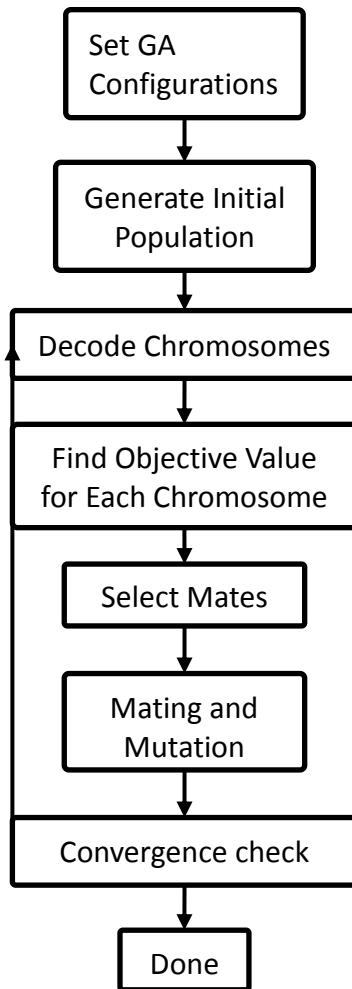 Set GA
Configurations
Generate Initial
Population
Decode Chromosomes
Find Objective Value
for Each Chromosome
Select Mates
Mating and
Mutation
Convergence check
Done